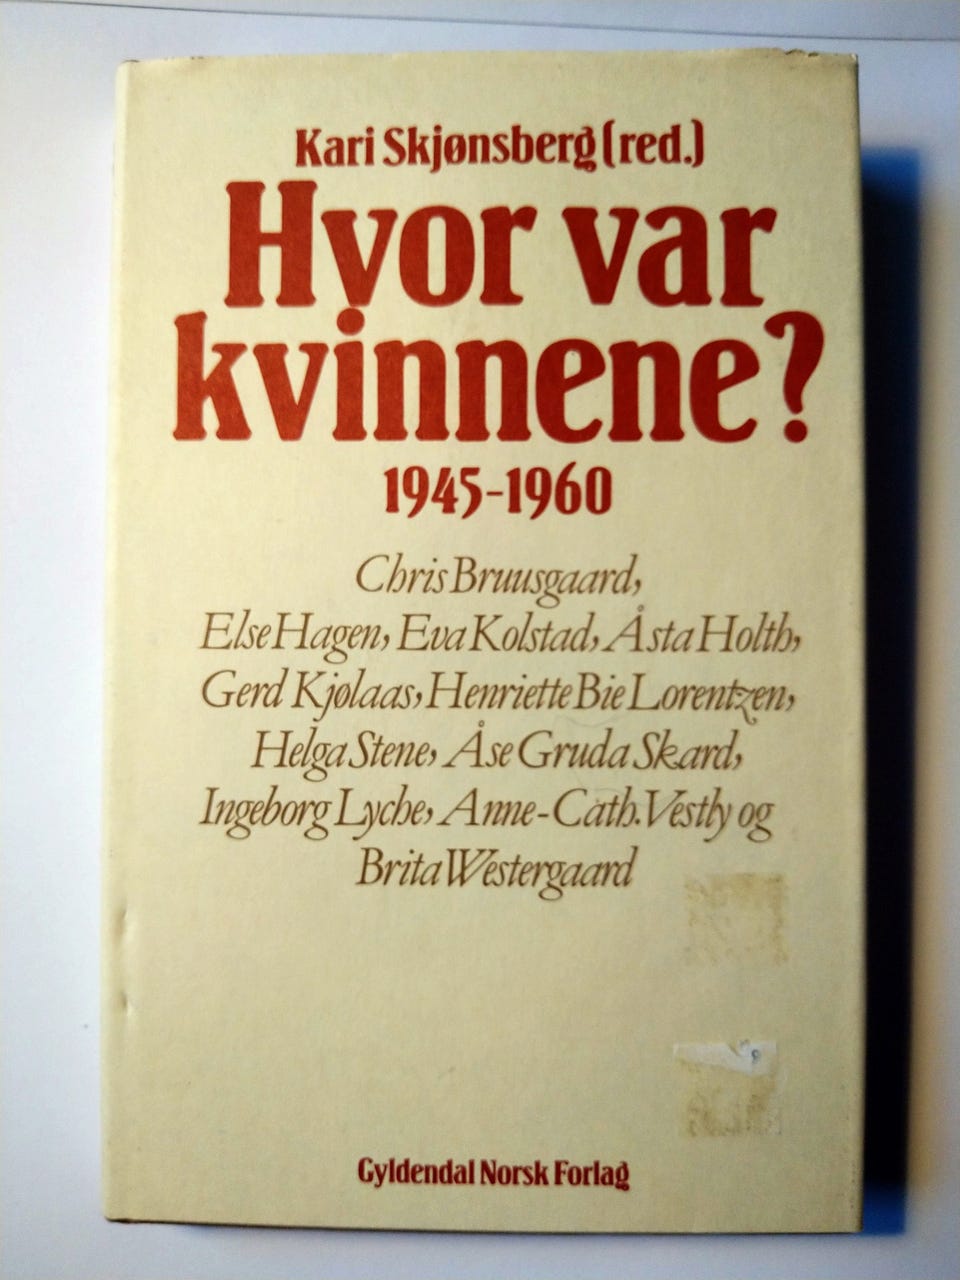 Kari Skjønsberg (red.)
Hvor var
kvinnene?
1945-1960
Chris Bruusgaard,
Else Hagen, Eva Kolstad, Åsta Holth,
Gerd Kjølaas, Henriette Bie Lorentzen,
Helga Stene, Åse Gruda Skard,
Ingeborg Lyche, Anne-Cath. Vestly og
Brita Westergaard
Gyldendal Norsk Forlag